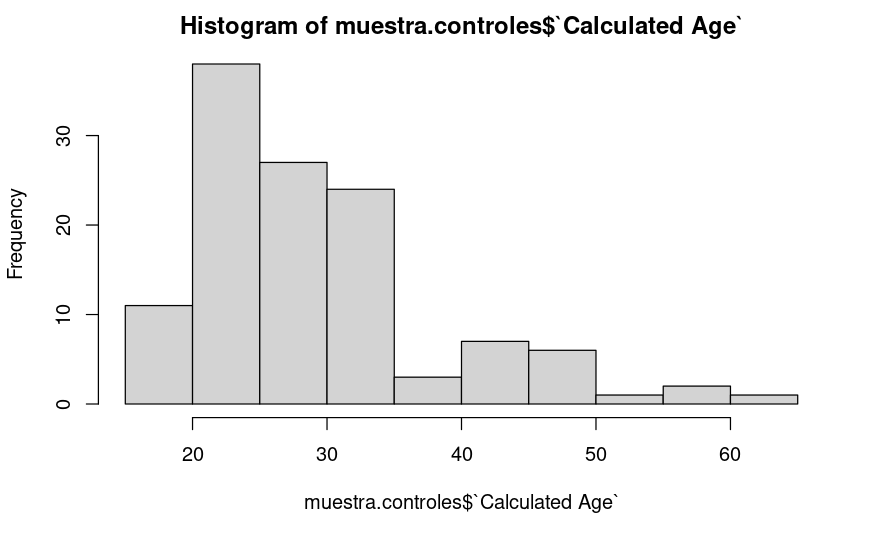 Histogram of muestra.controles$`Calculated Age`
Frequency
30
20
10
0
20 30 40 50 60
muestra.controles$`Calculated Age`